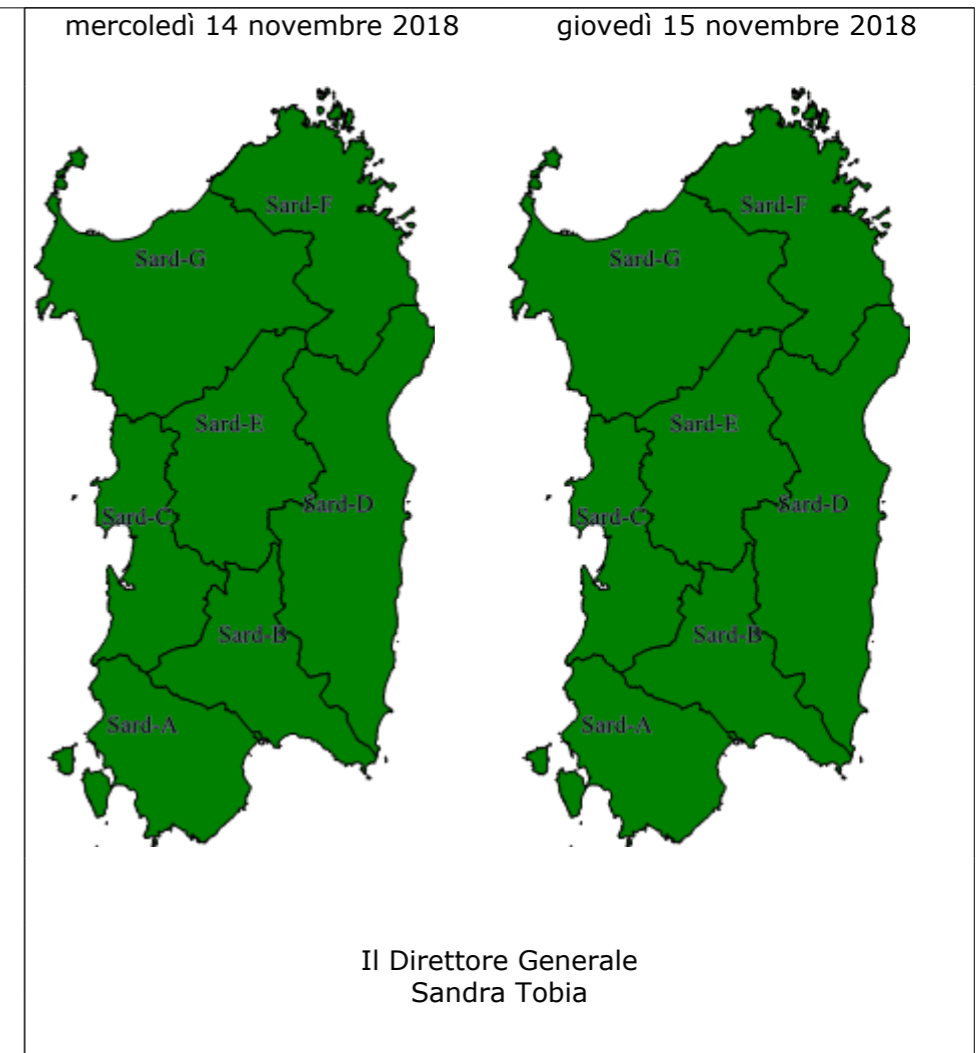 mercoledì 14 novembre 2018
giovedì 15 novembre 2018
Sard-F
Sard-G
Sard-E
Sard-D
Sard-C
Sard-B
Sard-A
Sard-F
Sard-G
Sard-E
Sard-D
Sard-C
Sard-B
Sard-A
Il Direttore Generale
Sandra Tobia